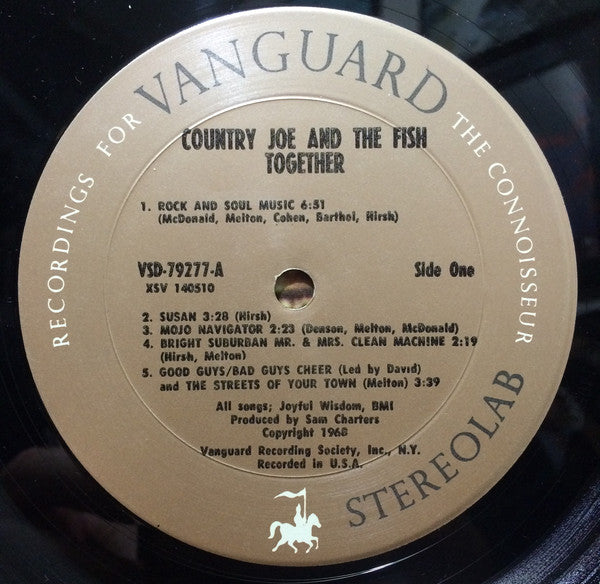 RECORDINGS FOR VANGUARD THE CONNOISSEUR
COUNTRY JOE AND THE FISH
TOGETHER
1. ROCK AND SOUL MUSIC 6:51
(McDonald, Melton, Cohen, Barthol, Hirsh)
VSD-79277-A Side One
XSV 140510
2. SUSAN 3:28 (Hirsh)
3. MOJO NAVIGATOR 2:23 (Denson, Melton, McDonald)
4. BRIGHT SUBURBAN MR. & MRS. CLEAN MACHINE 2:19
(Hirsh, Melton)
5. GOOD GUYS/BAD GUYS CHEER (Led by David)
and THE STREETS OF YOUR TOWN (Melton) 3:39
All songs; Joyful Wisdom, BMI
Produced by Sam Charters
Copyright 1968
Vanguard Recording Society, Inc., N.Y.
Recorded in U.S.A.
STEREOLAB